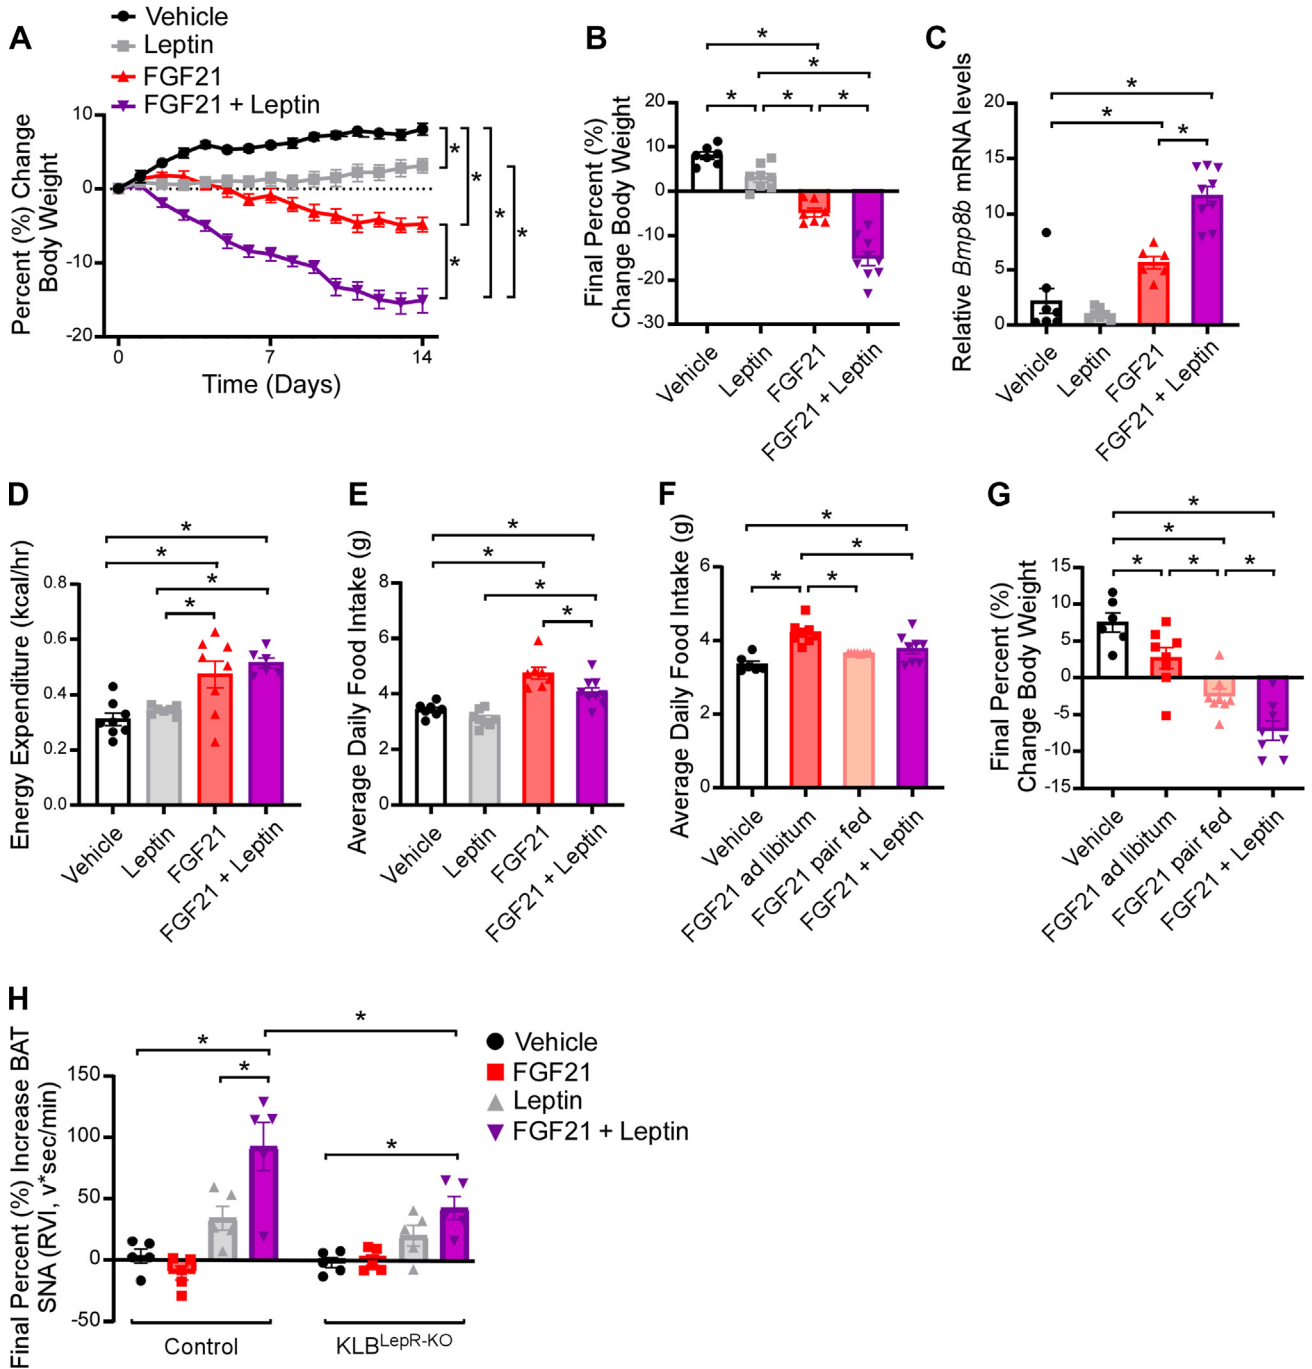 A
Vehicle
Leptin
FGF21
FGF21 + Leptin
Percent (%) Change
Body Weight
10
0
-10
-20
0
7
14
Time (Days)
*
*
*
*
*
B
Final Percent (%)
Change Body Weight
20
10
0
-10
-20
-30
*
*
*
*
*
Vehicle
Leptin
FGF21
FGF21 + Leptin
C
Relative Bmp8b mRNA levels
20
15
10
5
0
*
*
*
Vehicle
Leptin
FGF21
FGF21 + Leptin
D
Energy Expenditure (kcal/hr)
0.8
0.6
0.4
0.2
0.0
*
*
*
*
Vehicle
Leptin
FGF21
FGF21 + Leptin
E
Average Daily Food Intake (g)
8
6
4
2
0
*
*
*
*
Vehicle
Leptin
FGF21
FGF21 + Leptin
F
Average Daily Food Intake (g)
6
4
2
0
*
*
*
*
Vehicle
FGF21 ad libitum
FGF21 pair fed
FGF21 + Leptin
G
Final Percent (%)
Change Body Weight
15
10
5
0
-5
-10
-15
*
*
*
*
*
Vehicle
FGF21 ad libitum
FGF21 pair fed
FGF21 + Leptin
H
Final Percent (%) Increase BAT
SNA (RVI, v*sec/min)
150
100
50
0
-50
*
*
*
*
Control
KLBLepR-KO
Vehicle
FGF21
Leptin
FGF21 + Leptin